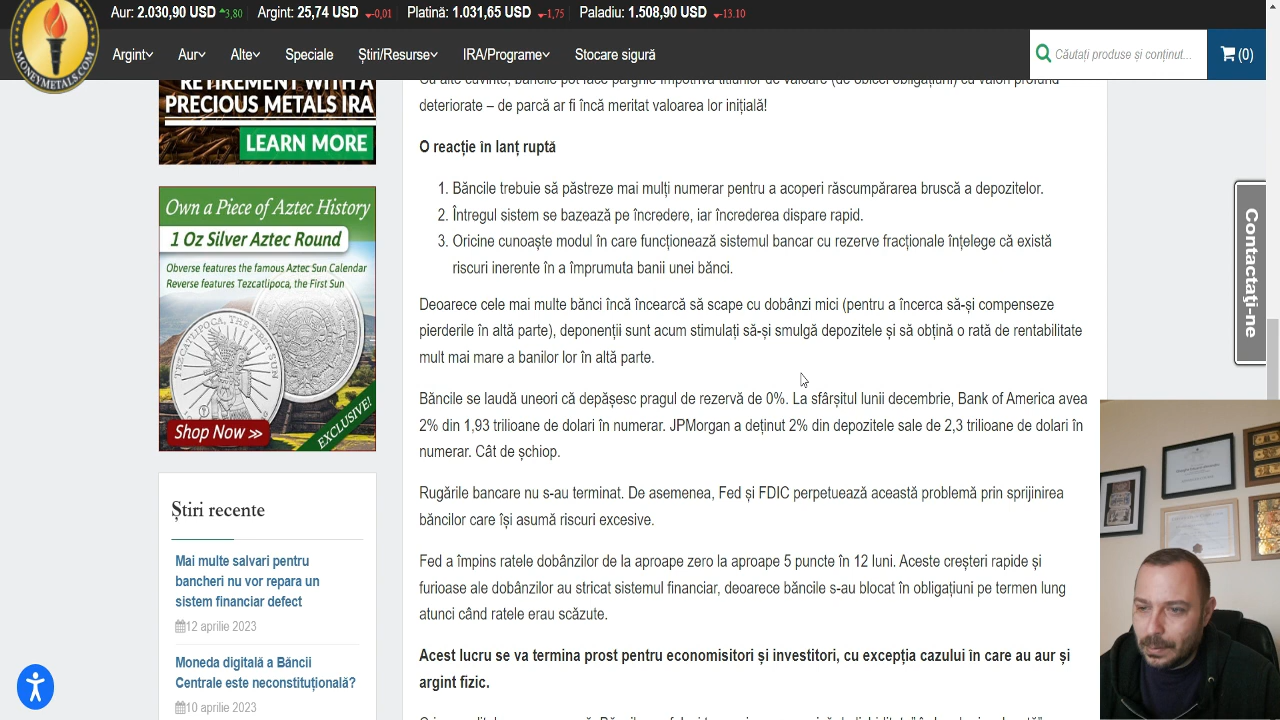 Aur: 2.030,90 USD 3,80 Argint: 25,74 USD -0,01 Platină: 1.031,65 USD -1,75 Paladiu: 1.508,90 USD -13.10
MONEYMETALS.COM
Argint Aur Alte Speciale Știri/Resurse IRA/Programe Stocare sigură
Căutați produse și conținut...
(0)
RETIREMENT WITH A
PRECIOUS METALS IRA
LEARN MORE
Own a Piece of Aztec History
1 Oz Silver Aztec Round
Obverse features the famous Aztec Sun Calendar
Reverse features Tezcatlipoca, the First Sun
EXCLUSIVE!
Shop Now >>
Știri recente
Mai multe salvari pentru
bancheri nu vor repara un
sistem financiar defect
12 aprilie 2023
Moneda digitală a Băncii
Centrale este neconstituțională?
10 aprilie 2023
deteriorate – de parcă ar fi încă meritat valoarea lor inițială!
O reacție în lanț ruptă
1. Băncile trebuie să păstreze mai mulți numerar pentru a acoperi răscumpărarea bruscă a depozitelor.
2. Întregul sistem se bazează pe încredere, iar încrederea dispare rapid.
3. Oricine cunoaște modul în care funcționează sistemul bancar cu rezerve fracționale înțelege că există
riscuri inerente în a împrumuta banii unei bănci.
Deoarece cele mai multe bănci încă încearcă să scape cu dobânzi mici (pentru a încerca să-și compenseze
pierderile în altă parte), deponenții sunt acum stimulați să-și smulgă depozitele și să obțină o rată de rentabilitate
mult mai mare a banilor lor în altă parte.
Băncile se laudă uneori că depășesc pragul de rezervă de 0%. La sfârșitul lunii decembrie, Bank of America avea
2% din 1,93 trilioane de dolari în numerar. JPMorgan a deținut 2% din depozitele sale de 2,3 trilioane de dolari în
numerar. Cât de șchiop.
Rugările bancare nu s-au terminat. De asemenea, Fed și FDIC perpetuează această problemă prin sprijinirea
băncilor care își asumă riscuri excesive.
Fed a împins ratele dobânzilor de la aproape zero la aproape 5 puncte în 12 luni. Aceste creșteri rapide și
furioase ale dobânzilor au stricat sistemul financiar, deoarece băncile s-au blocat în obligațiuni pe termen lung
atunci când ratele erau scăzute.
Acest lucru se va termina prost pentru economisitori și investitori, cu excepția cazului în care au aur și
argint fizic.
Contactați-ne